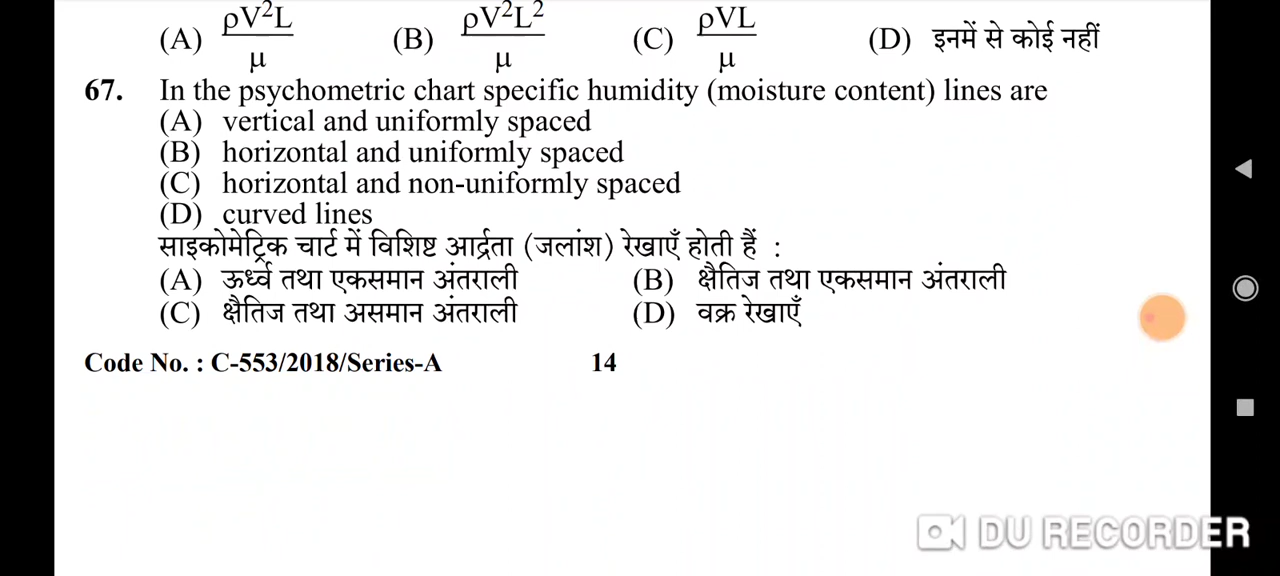 (A) ρV²L/μ (B) ρV²L²/μ (C) ρVL/μ (D) इनमें से कोई नहीं
67. In the psychometric chart specific humidity (moisture content) lines are
(A) vertical and uniformly spaced
(B) horizontal and uniformly spaced
(C) horizontal and non-uniformly spaced
(D) curved lines
साइकोमेट्रिक चार्ट में विशिष्ट आर्द्रता (जलांश) रेखाएँ होती हैं :
(A) ऊर्ध्व तथा एकसमान अंतराली (B) क्षैतिज तथा एकसमान अंतराली
(C) क्षैतिज तथा असमान अंतराली (D) वक्र रेखाएँ
Code No. : C-553/2018/Series-A 14
DU RECORDER